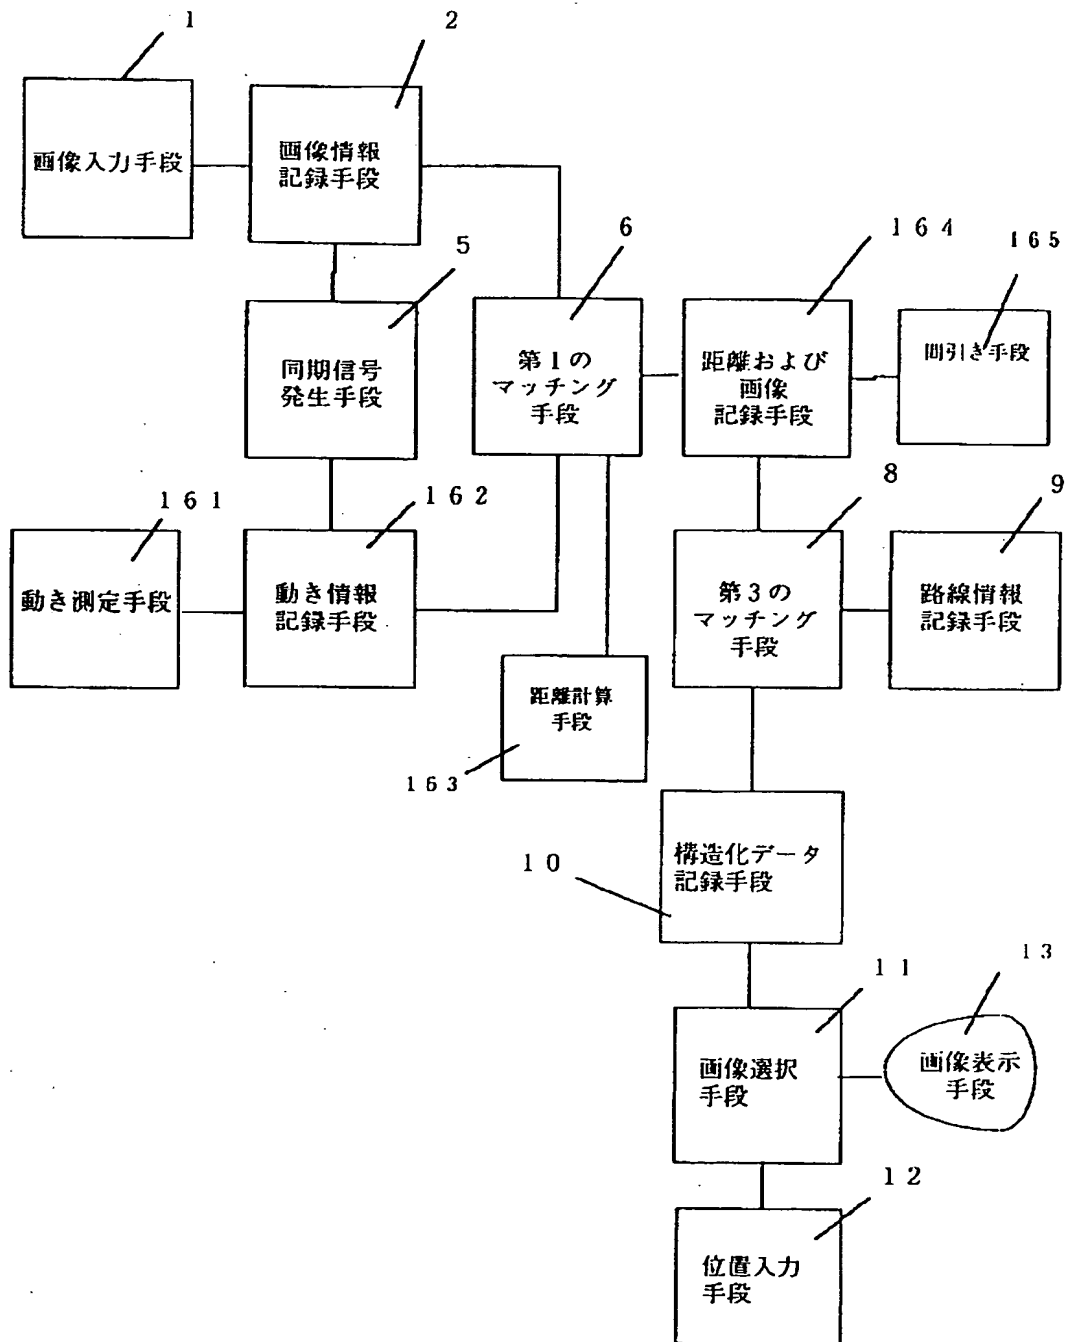 1
2
画像入力手段
画像情報
記録手段
5
6
164
165
同期信号
発生手段
第1の
マッチング
手段
距離および
画像
記録手段
間引き手段
161
162
8
9
動き測定手段
動き情報
記録手段
第3の
マッチング
手段
路線情報
記録手段
距離計算
手段
163
構造化データ
記録手段
10
11
13
画像選択
手段
画像表示
手段
12
位置入力
手段